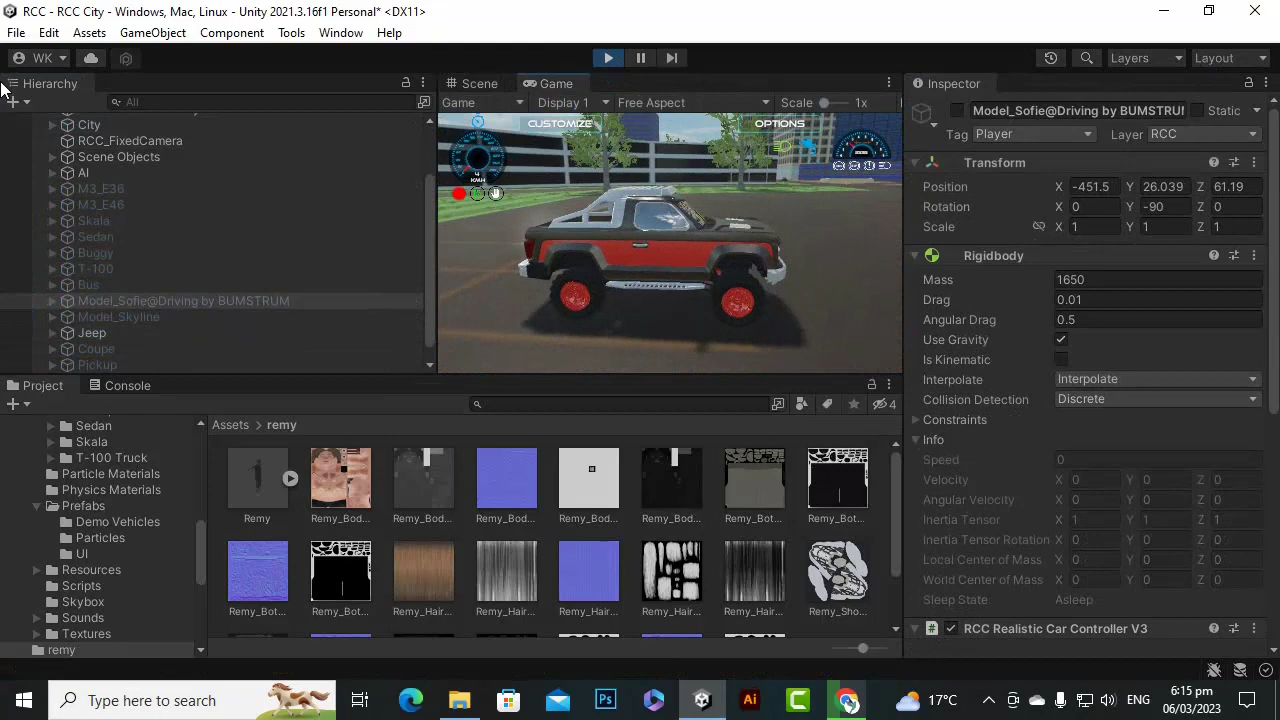 RCC - RCC City - Windows, Mac, Linux - Unity 2021.3.16f1 Personal* <DX11>
File Edit Assets GameObject Component Tools Window Help
WK Layers Layout
Hierarchy
All
City
RCC_FixedCamera
Scene Objects
AI
M3_E36
M3_E46
Skala
Sedan
Buggy
T-100
Bus
Model_Sofie@Driving by BUMSTRUM
Model_Skyline
Jeep
Coupe
Pickup
Scene Game
Game Display 1 Free Aspect Scale 1x
CUSTOMIZE OPTIONS
4
KMH
Inspector
Model_Sofie@Driving by BUMSTRUM Static
Tag Player Layer RCC
Transform
Position X -451.5 Y 26.039 Z 61.19
Rotation X 0 Y -90 Z 0
Scale X 1 Y 1 Z 1
Rigidbody
Mass 1650
Drag 0.01
Angular Drag 0.5
Use Gravity
Is Kinematic
Interpolate Interpolate
Collision Detection Discrete
Constraints
Info
Speed 0
Velocity X 0 Y 0 Z 0
Angular Velocity X 0 Y 0 Z 0
Inertia Tensor X 1 Y 1 Z 1
Inertia Tensor Rotation X 0 Y 0 Z 0
Local Center of Mass X 0 Y 0 Z 0
World Center of Mass X 0 Y 0 Z 0
Sleep State Asleep
RCC Realistic Car Controller V3
Project Console
4
Sedan
Skala
T-100 Truck
Particle Materials
Physics Materials
Prefabs
Demo Vehicles
Particles
UI
Resources
Scripts
Skybox
Sounds
Textures
remy
Assets > remy
Remy Remy_Bod... Remy_Bod... Remy_Bod... Remy_Bod... Remy_Bod... Remy_Bot... Remy_Bot...
Remy_Bot... Remy_Bot... Remy_Hair... Remy_Hair... Remy_Hair... Remy_Hair... Remy_Hair... Remy_Sho...
Type here to search
17°C
ENG
6:15 pm
06/03/2023